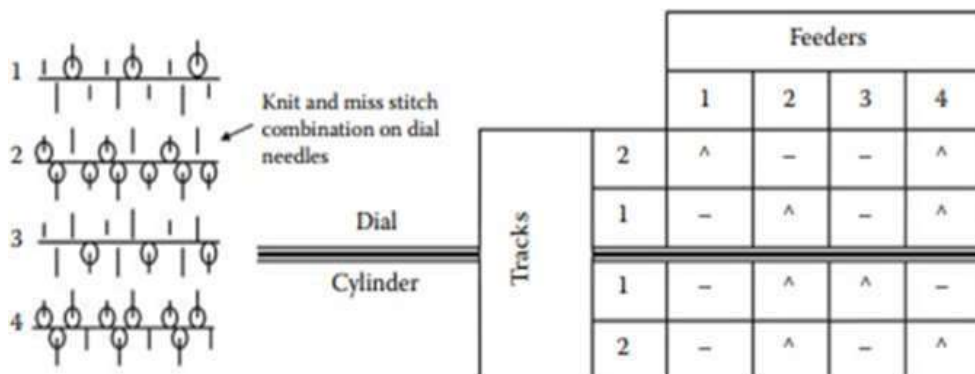 1
2
3
4
Knit and miss stitch
combination on dial
needles
Dial
Cylinder
Tracks
Feeders
1 2 3 4
2 ^ – – ^
1 – ^ – ^
1 – ^ ^ –
2 – ^ – ^